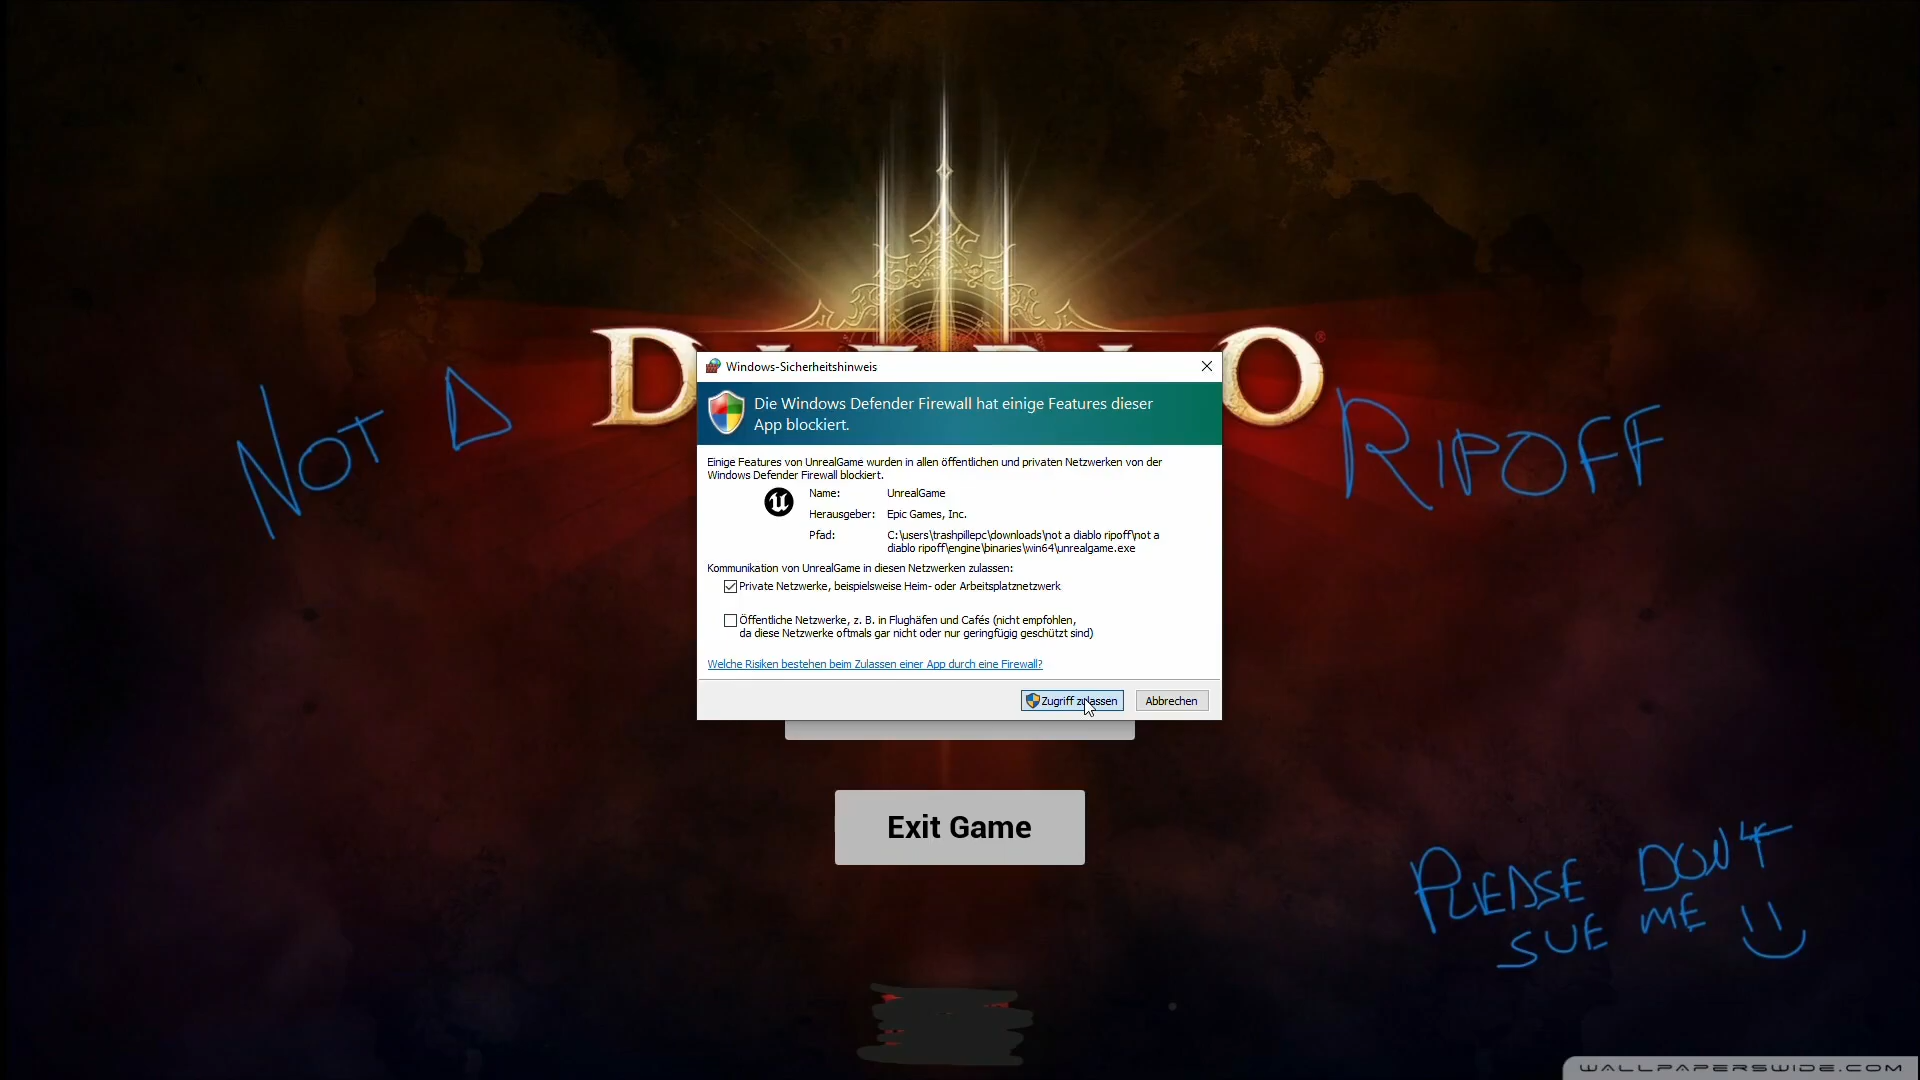 DIABLO®
Windows-Sicherheitshinweis
Die Windows Defender Firewall hat einige Features dieser
App blockiert.
NOT A
RIPOFF
Einige Features von UnrealGame wurden in allen öffentlichen und privaten Netzwerken von der
Windows Defender Firewall blockiert.
Name: UnrealGame
Herausgeber: Epic Games, Inc.
Pfad: C:\users\trashpillepc\downloads\not a diablo ripoff\not a
diablo ripoff\engine\binaries\win64\unrealgame.exe
Kommunikation von UnrealGame in diesen Netzwerken zulassen:
Private Netzwerke, beispielsweise Heim- oder Arbeitsplatznetzwerk
Öffentliche Netzwerke, z. B. in Flughäfen und Cafés (nicht empfohlen,
da diese Netzwerke oftmals gar nicht oder nur geringfügig geschützt sind)
Welche Risiken bestehen beim Zulassen einer App durch eine Firewall?
Zugriff zulassen Abbrechen
Exit Game
PLEASE DON'T
SUE ME
WALLPAPERSWIDE.COM